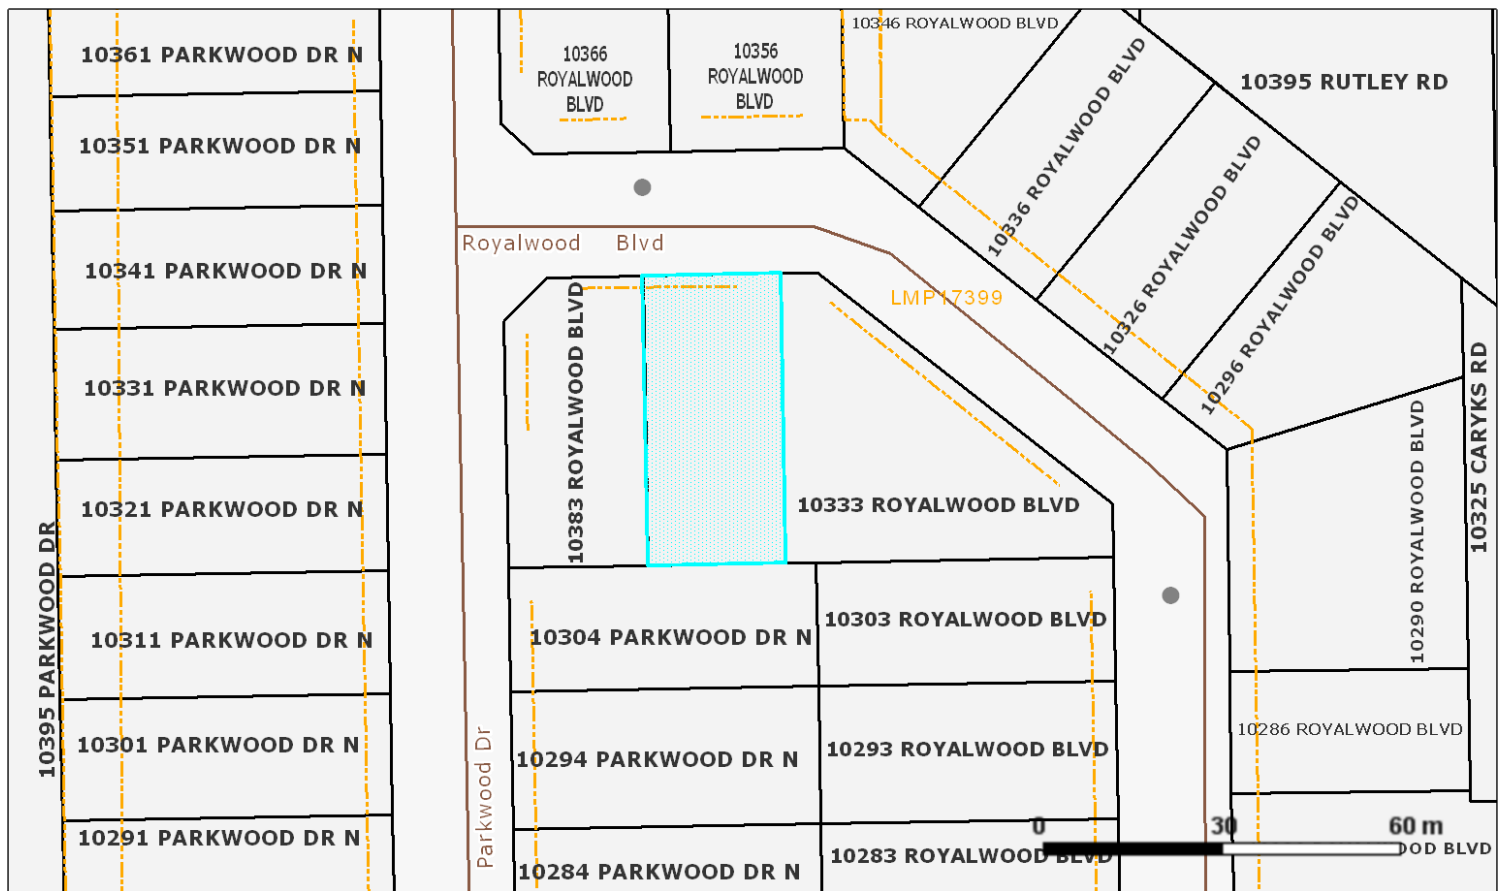 10361 PARKWOOD DR N
10351 PARKWOOD DR N
10341 PARKWOOD DR N
10331 PARKWOOD DR N
10321 PARKWOOD DR N
10311 PARKWOOD DR N
10301 PARKWOOD DR N
10291 PARKWOOD DR N
10395 PARKWOOD DR
10366
ROYALWOOD
BLVD
10356
ROYALWOOD
BLVD
10346 ROYALWOOD BLVD
10336 ROYALWOOD BLVD
10326 ROYALWOOD BLVD
10296 ROYALWOOD BLVD
10395 RUTLEY RD
Royalwood Blvd
LMP17399
10383 ROYALWOOD BLVD
10333 ROYALWOOD BLVD
10290 ROYALWOOD BLVD
10325 CARYKS RD
10304 PARKWOOD DR N
10303 ROYALWOOD BLVD
10294 PARKWOOD DR N
10293 ROYALWOOD BLVD
10286 ROYALWOOD BLVD
Parkwood Dr
10284 PARKWOOD DR N
10283 ROYALWOOD BLVD
0 30 60 m
OOD BLVD